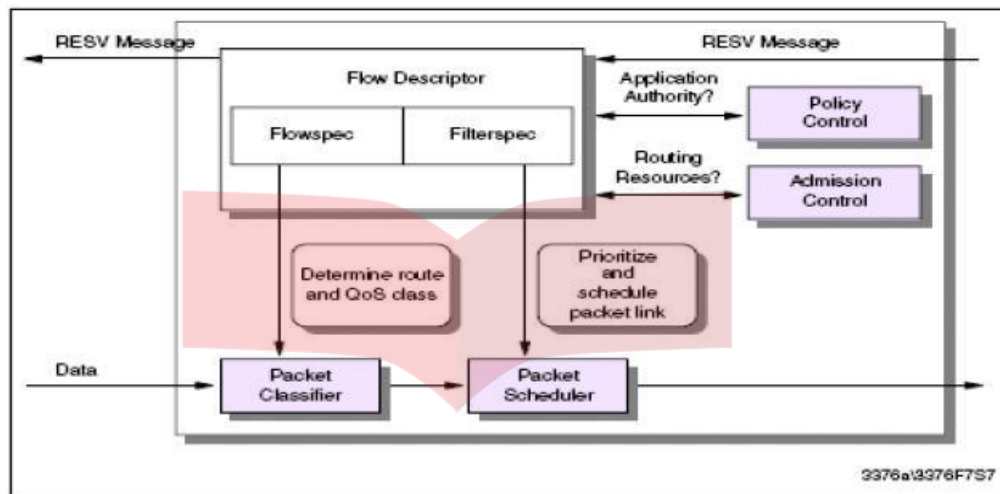 RESV Message
RESV Message
Flow Descriptor
Flowspec
Filterspec
Application
Authority?
Policy
Control
Routing
Resources?
Admission
Control
Determine route
and QoS class
Prioritize
and
schedule
packet link
Data
Packet
Classifier
Packet
Scheduler
3376a\3376F7S7